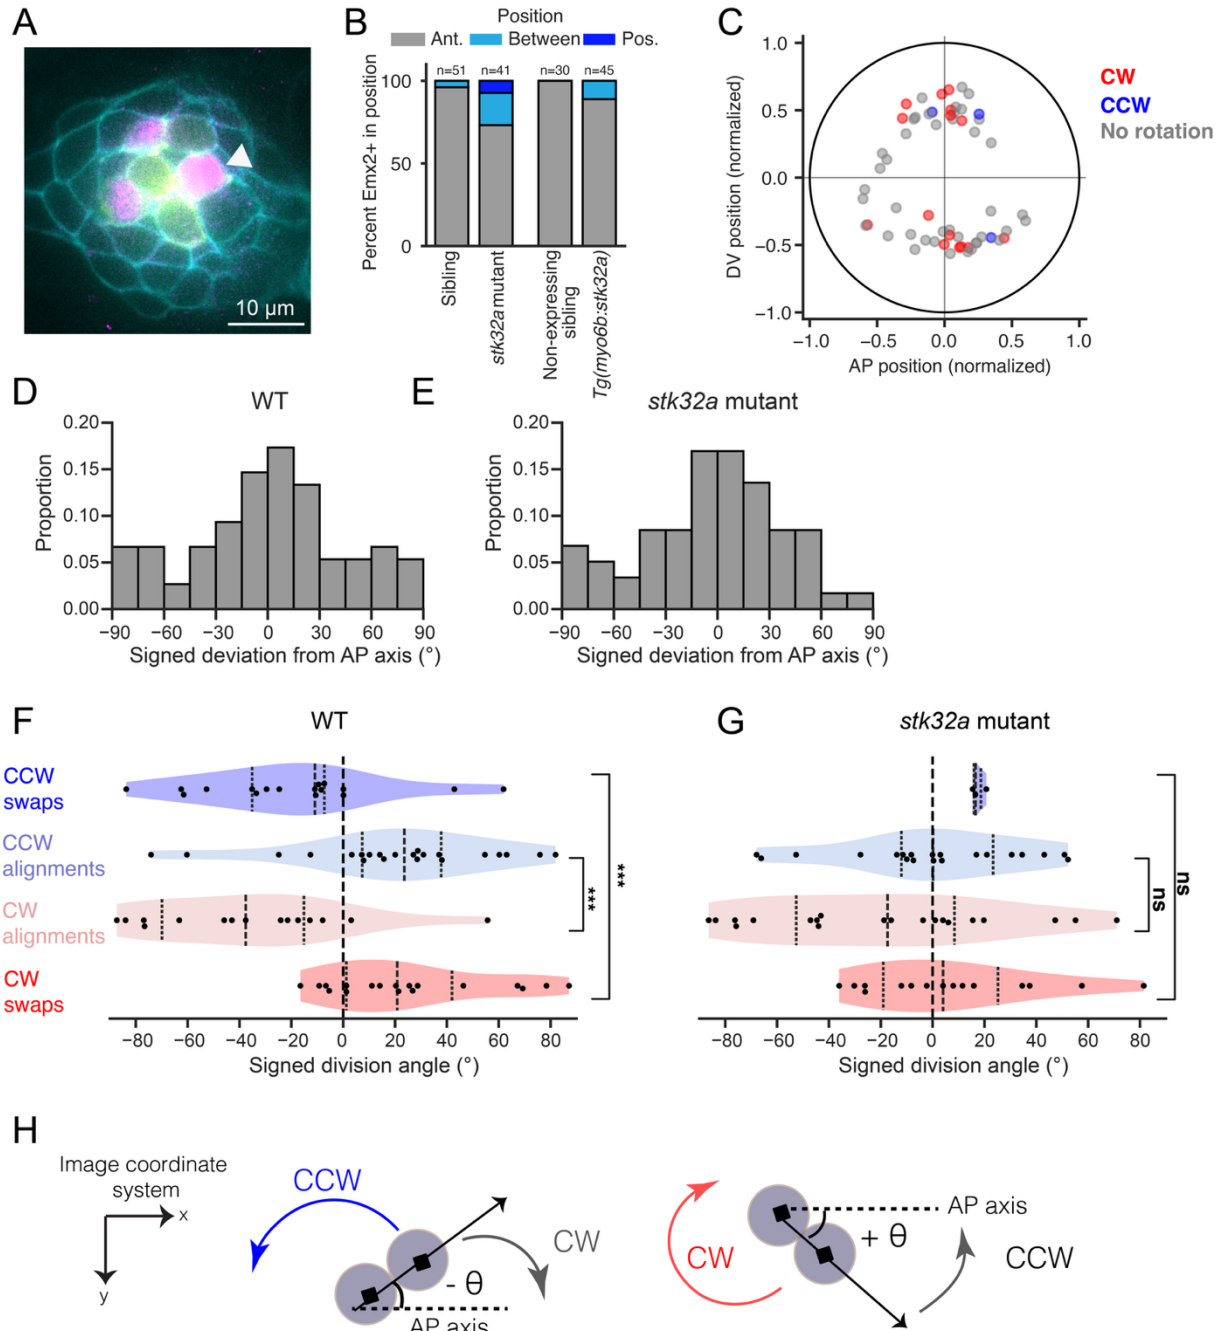 A
10 µm
B
Position
Ant. Between Pos.
n=51 n=41 n=30 n=45
Percent Emx2+ in position
100
50
0
Sibling
stk32a mutant
Non-expressing
sibling
Tg(myo6b:stk32a)
C
CW
CCW
No rotation
DV position (normalized)
1.0
0.5
0.0
−0.5
−1.0
−1.0 −0.5 0.0 0.5 1.0
AP position (normalized)
D
WT
Proportion
0.20
0.15
0.10
0.05
0.00
−90 −60 −30 0 30 60 90
Signed deviation from AP axis (°)
E
stk32a mutant
Proportion
0.20
0.15
0.10
0.05
0.00
−90 −60 −30 0 30 60 90
Signed deviation from AP axis (°)
F
WT
CCW
swaps
CCW
alignments
CW
alignments
CW
swaps
***
***
−80 −60 −40 −20 0 20 40 60 80
Signed division angle (°)
G
stk32a mutant
ns
ns
−80 −60 −40 −20 0 20 40 60 80
Signed division angle (°)
H
Image coordinate
system
x
y
CCW
CW
- θ
AP axis
CW
AP axis
+ θ
CCW